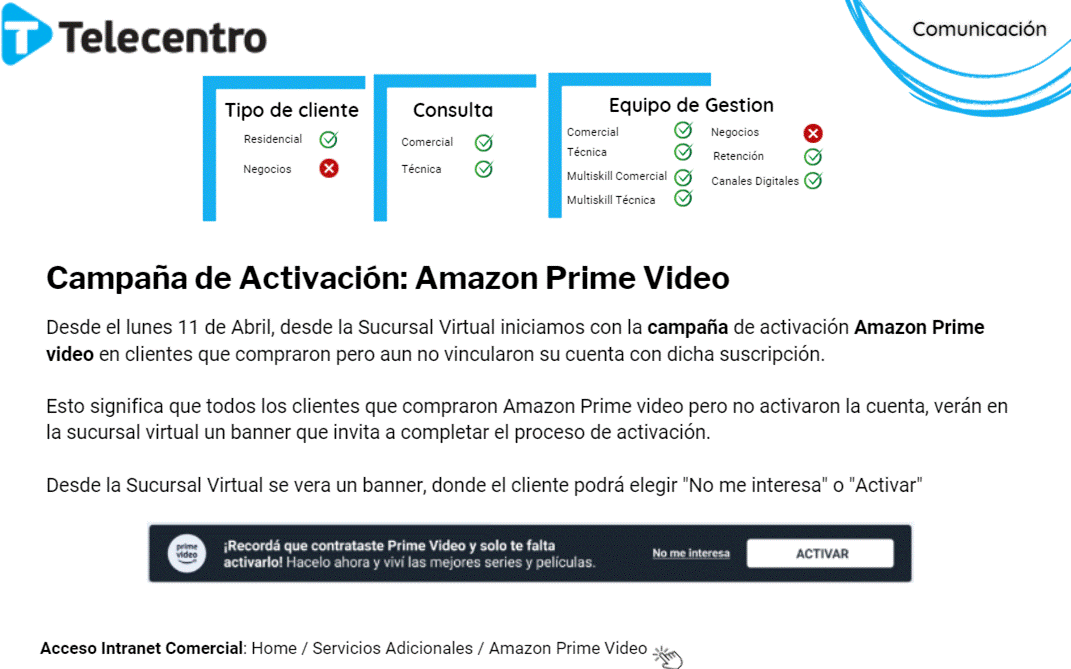 Telecentro
Comunicación
Tipo de cliente
Residencial
Negocios
Consulta
Comercial
Técnica
Equipo de Gestion
Comercial
Técnica
Multiskill Comercial
Multiskill Técnica
Negocios
Retención
Canales Digitales
Campaña de Activación: Amazon Prime Video
Desde el lunes 11 de Abril, desde la Sucursal Virtual iniciamos con la campaña de activación Amazon Prime
video en clientes que compraron pero aun no vincularon su cuenta con dicha suscripción.
Esto significa que todos los clientes que compraron Amazon Prime video pero no activaron la cuenta, verán en
la sucursal virtual un banner que invita a completar el proceso de activación.
Desde la Sucursal Virtual se vera un banner, donde el cliente podrá elegir "No me interesa" o "Activar"
prime
video
¡Recordá que contrataste Prime Video y solo te falta
activarlo! Hacelo ahora y viví las mejores series y películas.
No me interesa
ACTIVAR
Acceso Intranet Comercial: Home / Servicios Adicionales / Amazon Prime Video